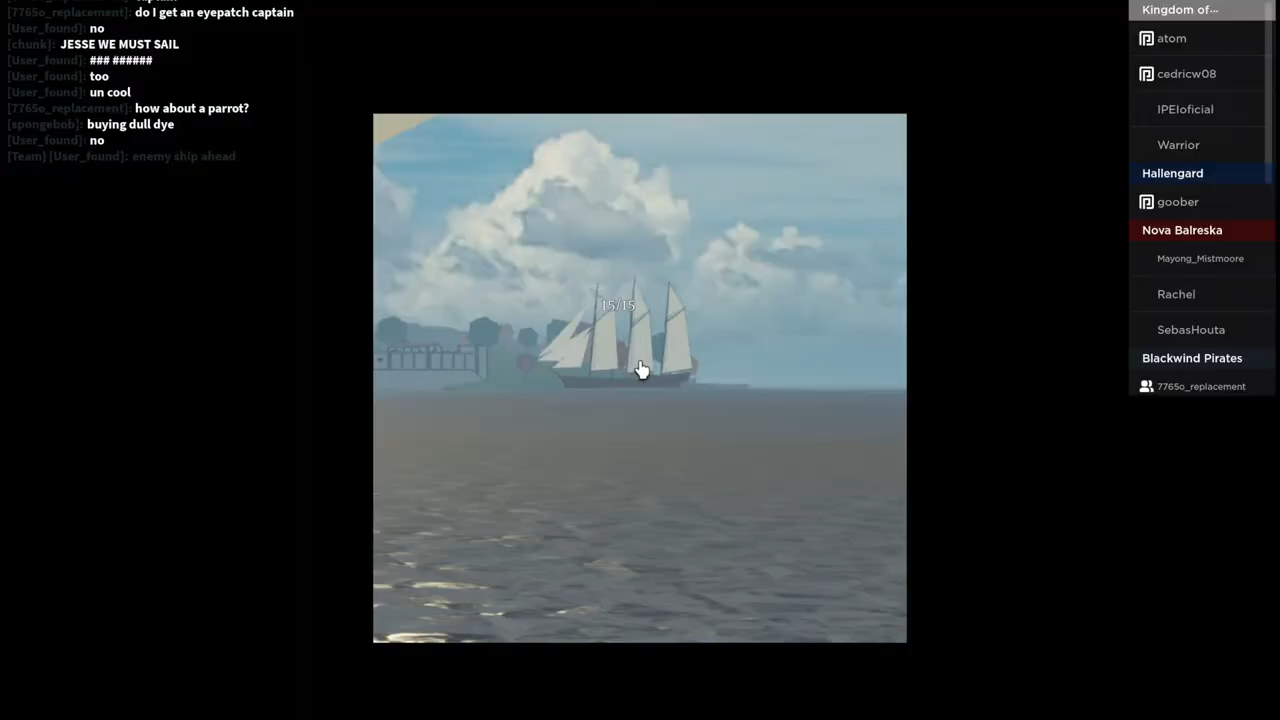 [7765o_replacement]: do I get an eyepatch captain
[User_found]: no
[chunk]: JESSE WE MUST SAIL
[User_found]: ### ######
[User_found]: too
[User_found]: un cool
[7765o_replacement]: how about a parrot?
[spongebob]: buying dull dye
[User_found]: no
[Team] [User_found]: enemy ship ahead
15/15
Kingdom of...
atom
cedricw08
IPEIoficial
Warrior
Hallengard
goober
Nova Balreska
Mayong_Mistmoore
Rachel
SebasHouta
Blackwind Pirates
7765o_replacement